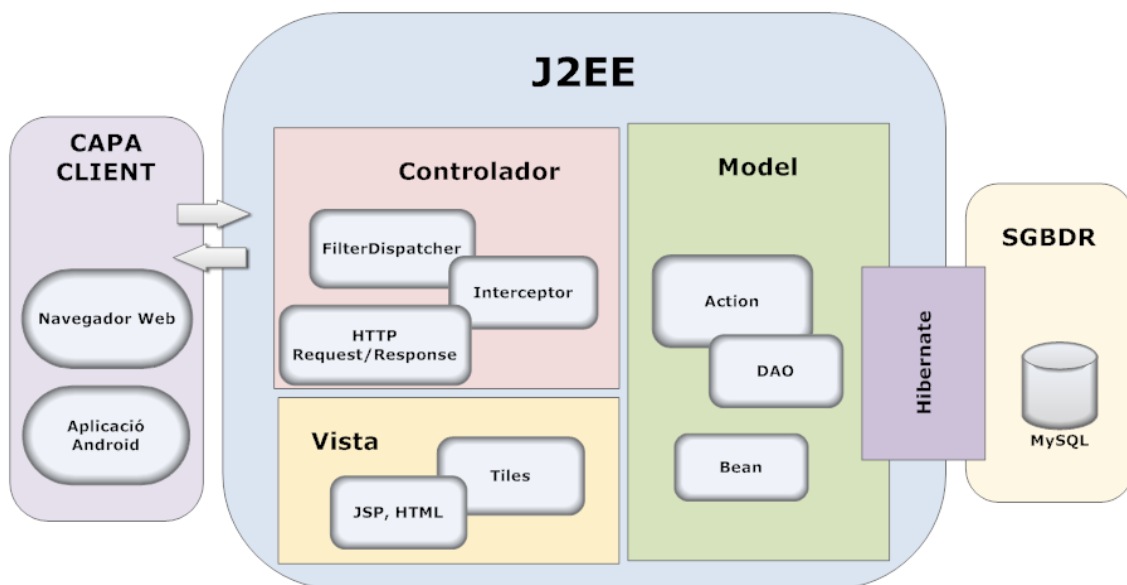 J2EE
CAPA
CLIENT
Navegador Web
Aplicació
Android
Controlador
FilterDispatcher
Interceptor
HTTP
Request/Response
Vista
Tiles
JSP, HTML
Model
Action
DAO
Bean
Hibernate
SGBDR
MySQL